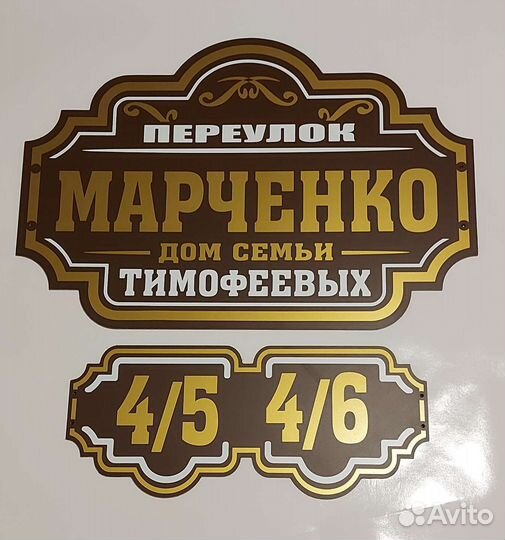 ПЕРЕУЛОК
МАРЧЕНКО
ДОМ СЕМЬИ
ТИМОФЕЕВЫХ
4/5 4/6
Avito